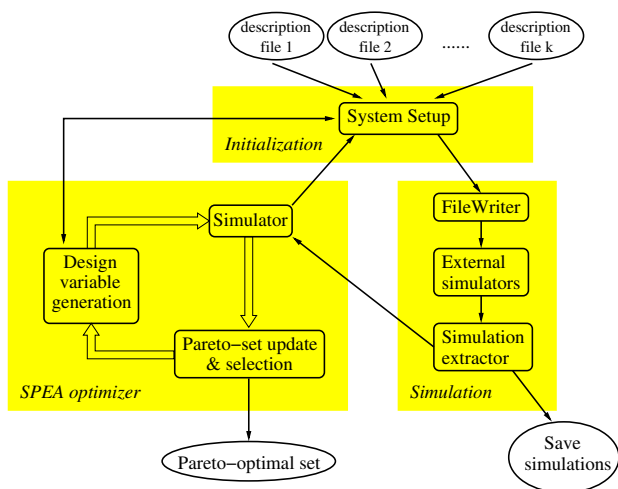 description
file 1
description
file 2
......
description
file k
System Setup
Initialization
Simulator
FileWriter
Design
variable
generation
External
simulators
Pareto−set update
& selection
Simulation
extractor
SPEA optimizer
Simulation
Pareto−optimal set
Save
simulations